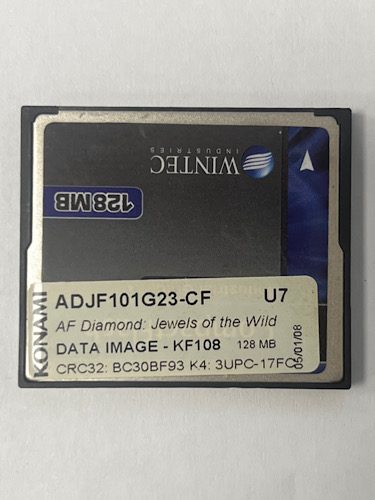 WINTEC
INDUSTRIES
128MB
KONAMI
ADJF101G23-CF U7
AF Diamond: Jewels of the Wild
DATA IMAGE - KF108 128 MB
CRC32: BC30BF93 K4: 3UPC-17FC
05/01/08